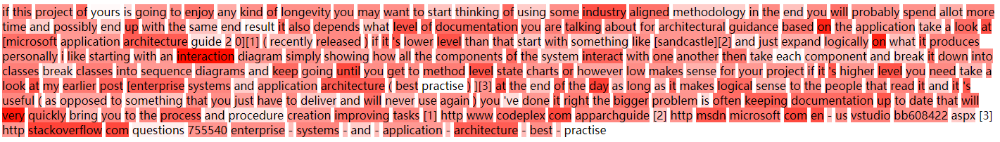 if this project of yours is going to enjoy any kind of longevity you may want to start thinking of using some industry aligned methodology in the end you will probably spend allot more
time and possibly end up with the same end result it also depends what level of documentation you are talking about for architectural guidance based on the application take a look at
[microsoft application architecture guide 2 0][1] ( recently released ) if it 's lower level than that start with something like [sandcastle][2] and just expand logically on what it produces
personally i like starting with an interaction diagram simply showing how all the components of the system interact with one another then take each component and break it down into
classes break classes into sequence diagrams and keep going until you get to method level state charts or however low makes sense for your project if it 's higher level you need take a
look at my earlier post [enterprise systems and application architecture ( best practise ) ][3] at the end of the day as long as it makes logical sense to the people that read it and it 's
useful ( as opposed to something that you just have to deliver and will never use again ) you 've done it right the bigger problem is often keeping documentation up to date that will
very quickly bring you to the process and procedure creation improving tasks [1] http www codeplex com apparchguide [2] http msdn microsoft com en - us vstudio bb608422 aspx [3]
http stackoverflow com questions 755540 enterprise - systems - and - application - architecture - best - practise